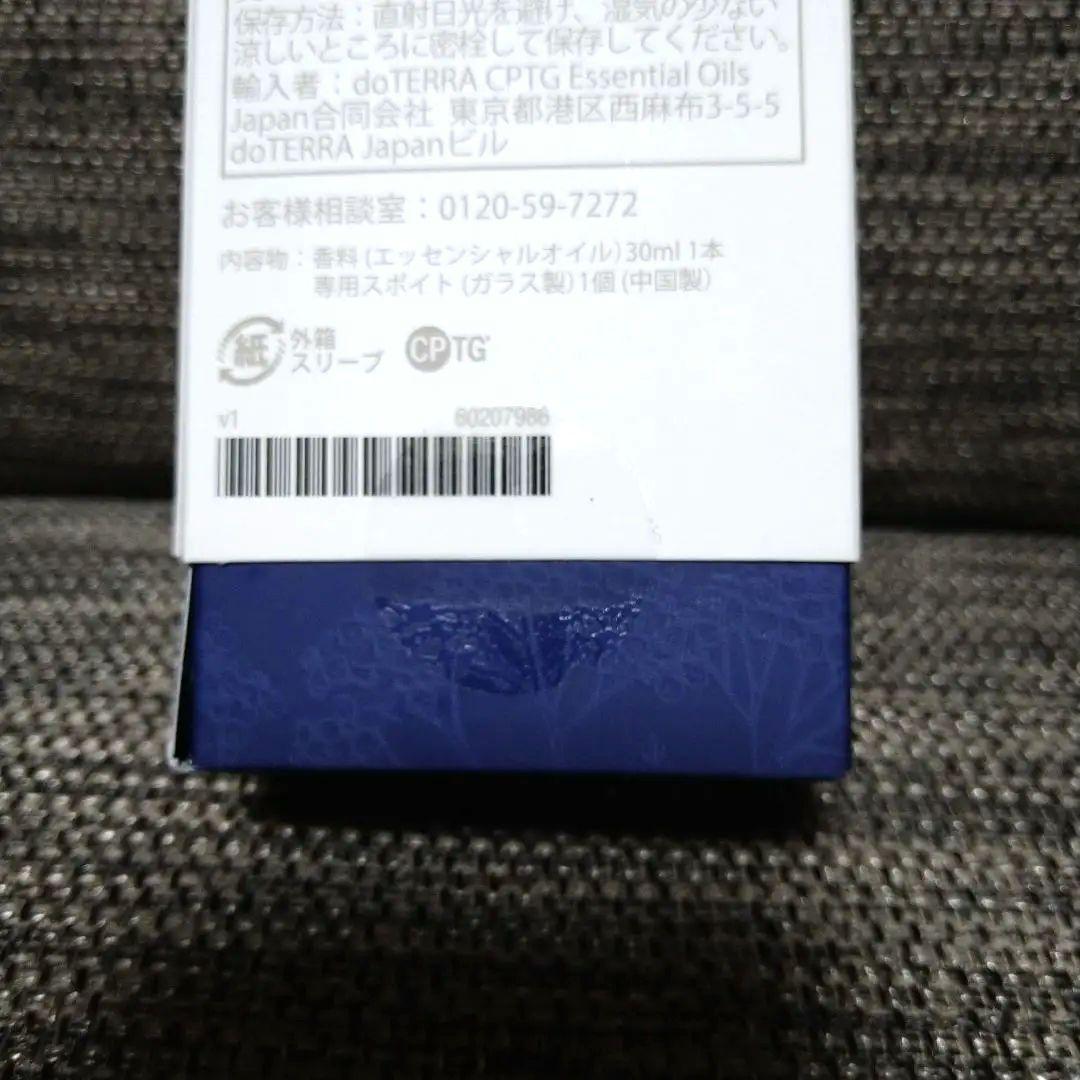 保存方法：直射日光を避け、湿気の少ない
涼しいところに密栓して保存してください。
輸入者：doTERRA CPTG Essential Oils
Japan合同会社 東京都港区西麻布3-5-5
doTERRA Japanビル
お客様相談室：0120-59-7272
内容物：香料 (エッセンシャルオイル) 30ml 1本
専用スポイト (ガラス製) 1個 (中国製)
紙 外箱
スリーブ
CPTG
v1 60207986